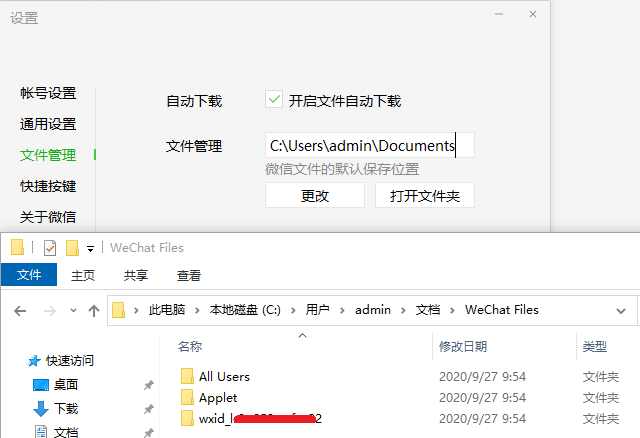 设置
帐号设置
通用设置
文件管理
快捷按键
关于微信
自动下载 开启文件自动下载
文件管理 C:\Users\admin\Documents
微信文件的默认保存位置
更改 打开文件夹
WeChat Files
文件 主页 共享 查看
此电脑 本地磁盘 (C:) 用户 admin 文档 WeChat Files
快速访问
桌面
下载
文档
名称 修改日期 类型
All Users 2020/9/27 9:54 文件夹
Applet 2020/9/27 9:54 文件夹
2020/9/27 9:54 文件夹